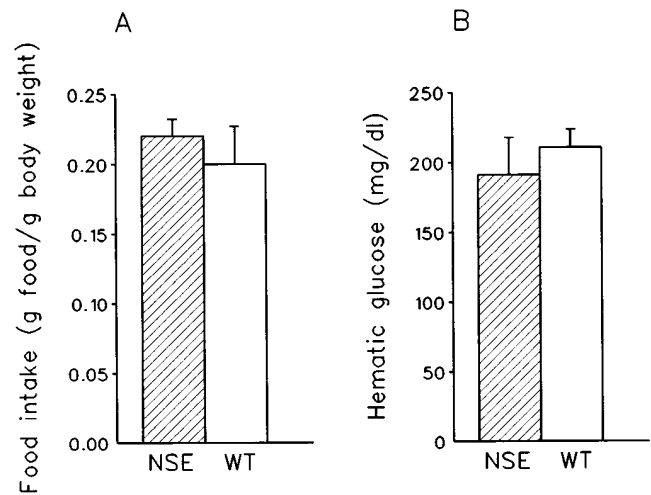 A
Food intake (g food/g body weight)
0.25
0.20
0.15
0.10
0.05
0.00
NSE WT
B
Hematic glucose (mg/dl)
250
200
150
100
50
0
NSE WT